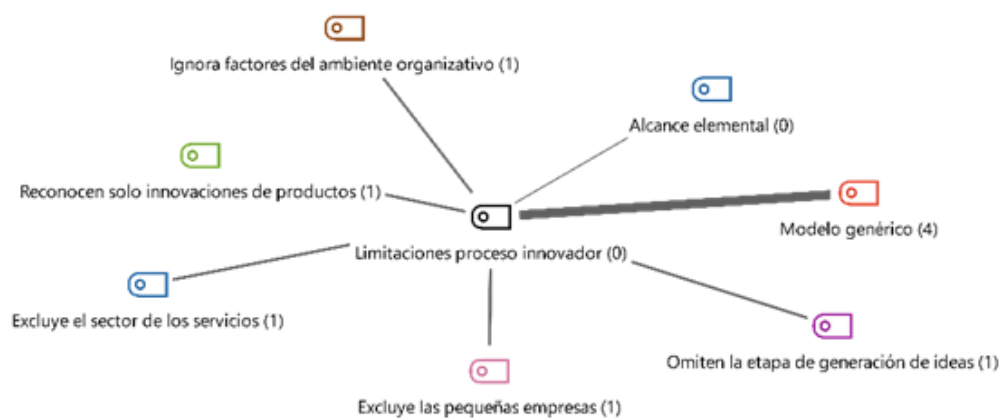 Ignora factores del ambiente organizativo (1)
Alcance elemental (0)
Reconocen solo innovaciones de productos (1)
Modelo genérico (4)
Limitaciones proceso innovador (0)
Excluye el sector de los servicios (1)
Omiten la etapa de generación de ideas (1)
Excluye las pequeñas empresas (1)